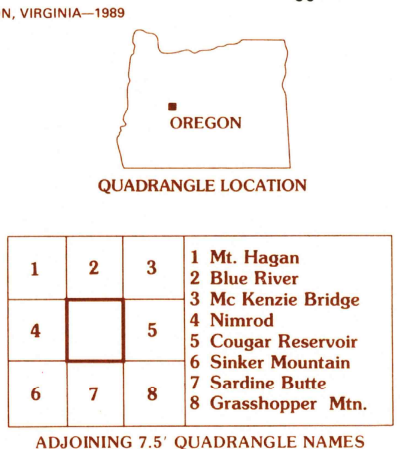 N, VIRGINIA—1989
OREGON
QUADRANGLE LOCATION
1 2 3
4 5
6 7 8
1 Mt. Hagan
2 Blue River
3 Mc Kenzie Bridge
4 Nimrod
5 Cougar Reservoir
6 Sinker Mountain
7 Sardine Butte
8 Grasshopper Mtn.
ADJOINING 7.5′ QUADRANGLE NAMES